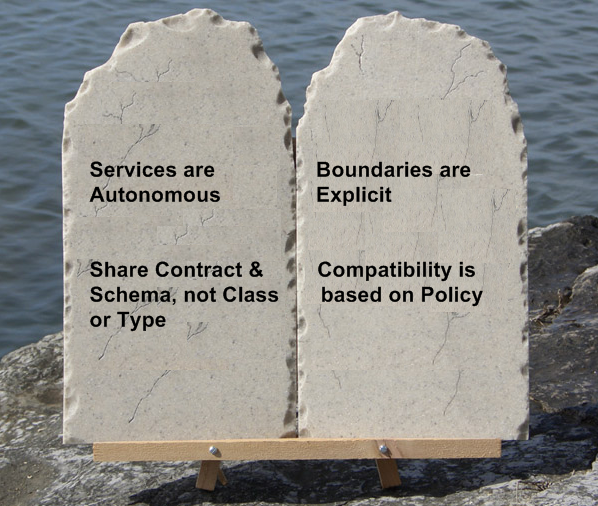 Services are
Autonomous
Share Contract &
Schema, not Class
or Type
Boundaries are
Explicit
Compatibility is
based on Policy